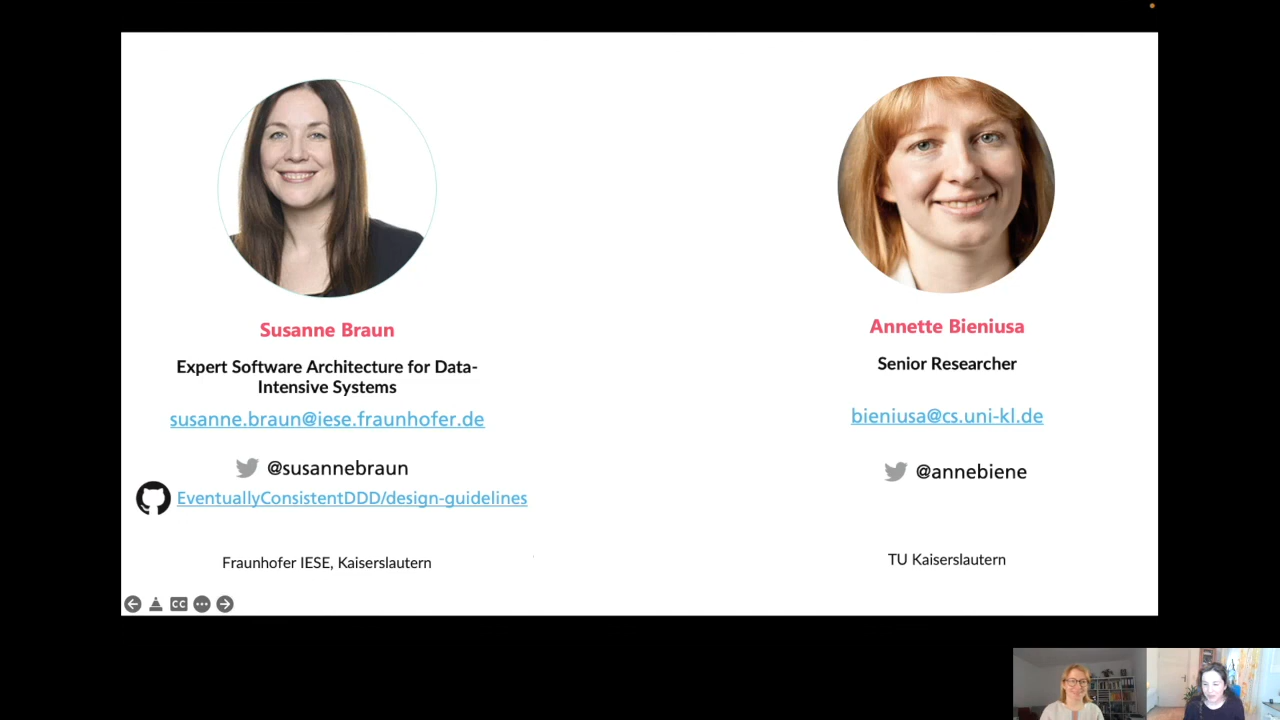 Susanne Braun
Expert Software Architecture for Data-
Intensive Systems
susanne.braun@iese.fraunhofer.de
@susannebraun
EventuallyConsistentDDD/design-guidelines
Fraunhofer IESE, Kaiserslautern
Annette Bieniusa
Senior Researcher
bieniusa@cs.uni-kl.de
@annebiene
TU Kaiserslautern
CC